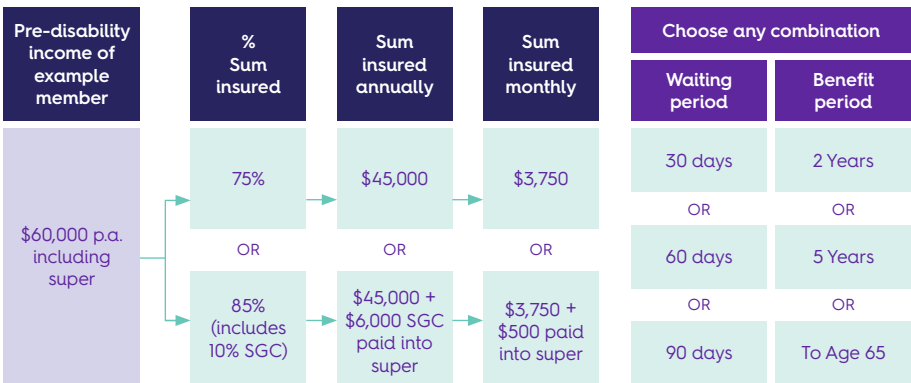 Pre-disability
income of
example
member
%
Sum
insured
Sum
insured
annually
Sum
insured
monthly
Choose any combination
Waiting
period
Benefit
period
$60,000 p.a.
including
super
75%
$45,000
$3,750
30 days
2 Years
OR
OR
OR
OR
OR
60 days
5 Years
85%
(includes
10% SGC)
$45,000 +
$6,000 SGC
paid into
super
$3,750 +
$500 paid
into super
OR
OR
90 days
To Age 65